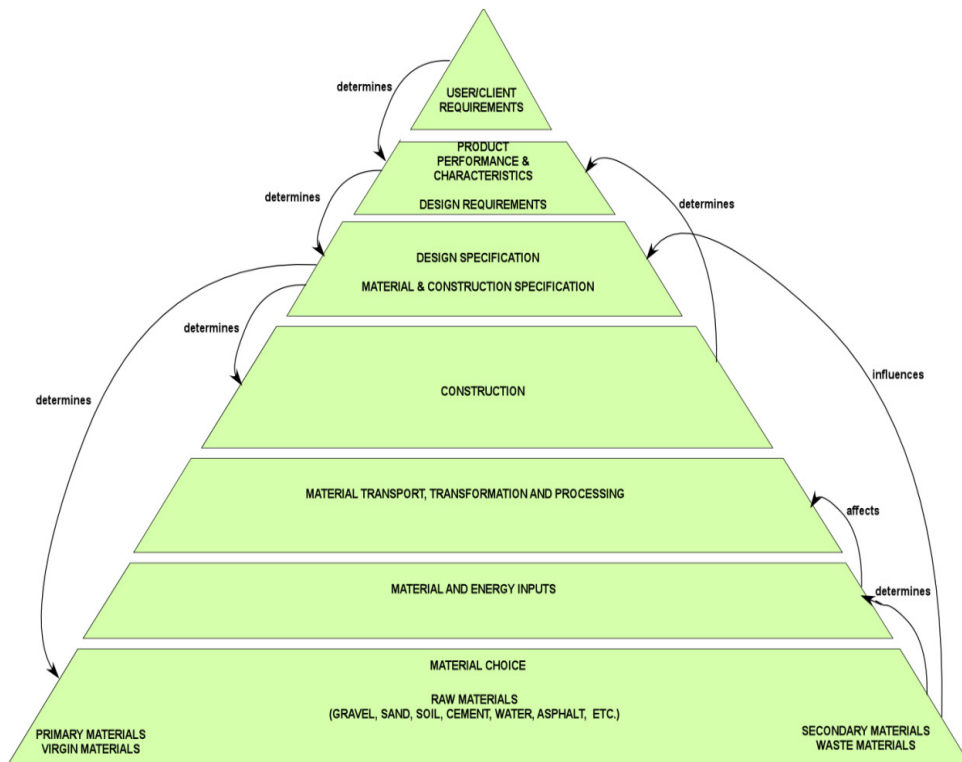 determines
USER/CLIENT
REQUIREMENTS
PRODUCT
PERFORMANCE &
CHARACTERISTICS
DESIGN REQUIREMENTS
determines
determines
DESIGN SPECIFICATION
MATERIAL & CONSTRUCTION SPECIFICATION
determines
influences
determines
CONSTRUCTION
MATERIAL TRANSPORT, TRANSFORMATION AND PROCESSING
affects
MATERIAL AND ENERGY INPUTS
determines
MATERIAL CHOICE
RAW MATERIALS
(GRAVEL, SAND, SOIL, CEMENT, WATER, ASPHALT, ETC.)
PRIMARY MATERIALS
VIRGIN MATERIALS
SECONDARY MATERIALS
WASTE MATERIALS